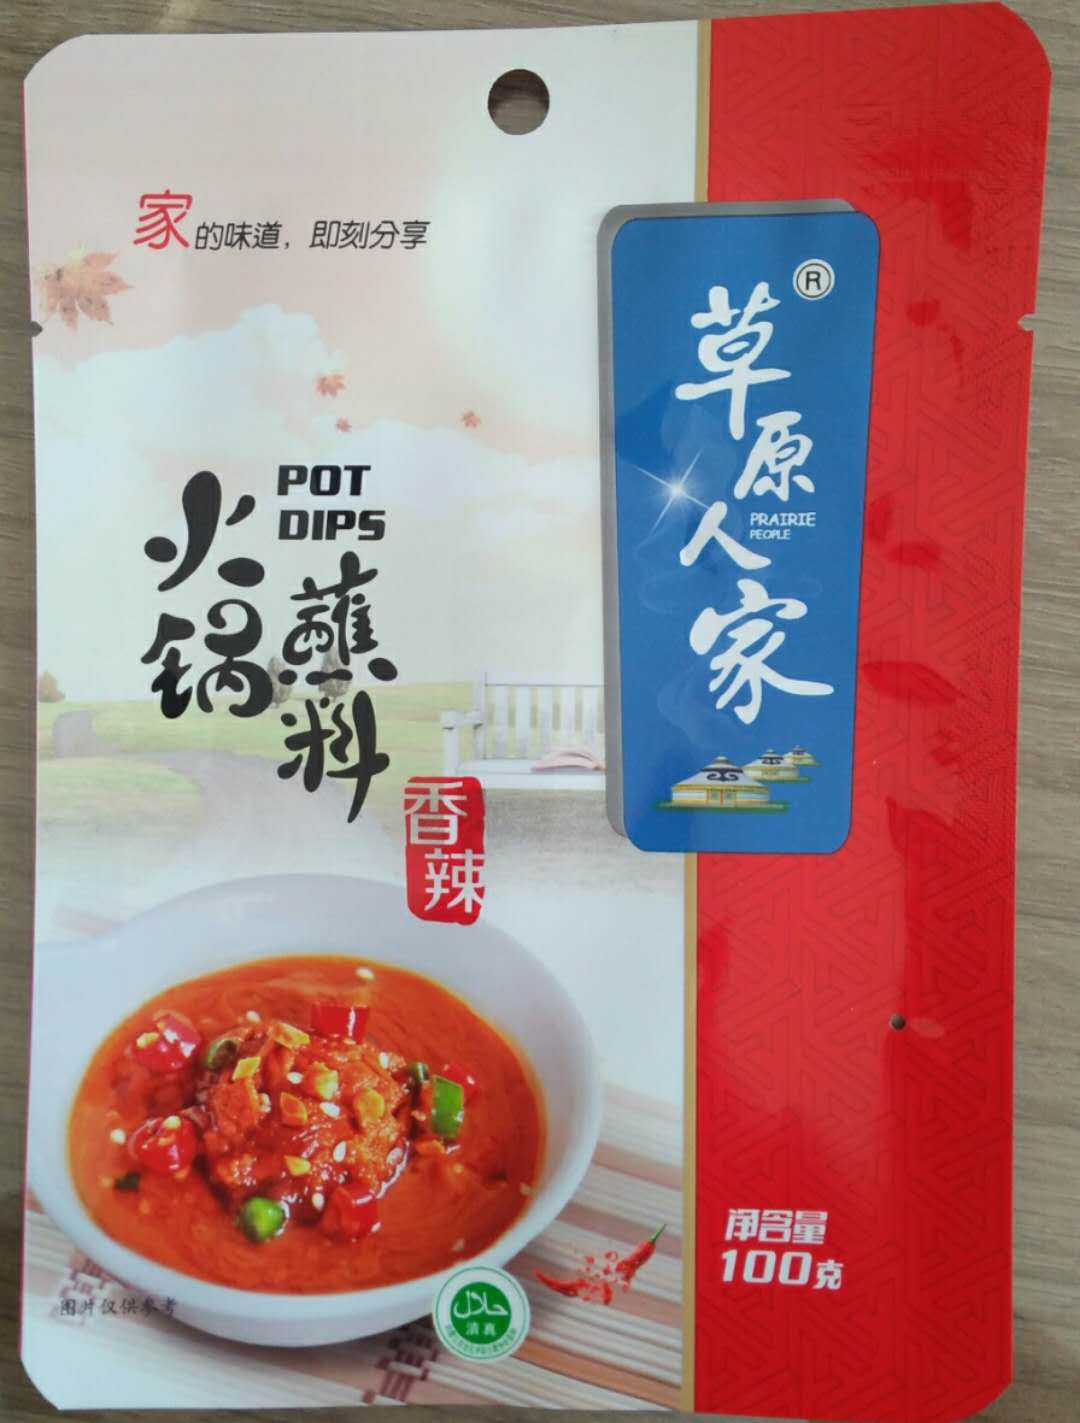 家的味道，即刻分享
草原人家
®
PRAIRIE
PEOPLE
POT
DIPS
火锅
蘸料
香辣
净含量
100克
图片仅供参考
حلال
清真